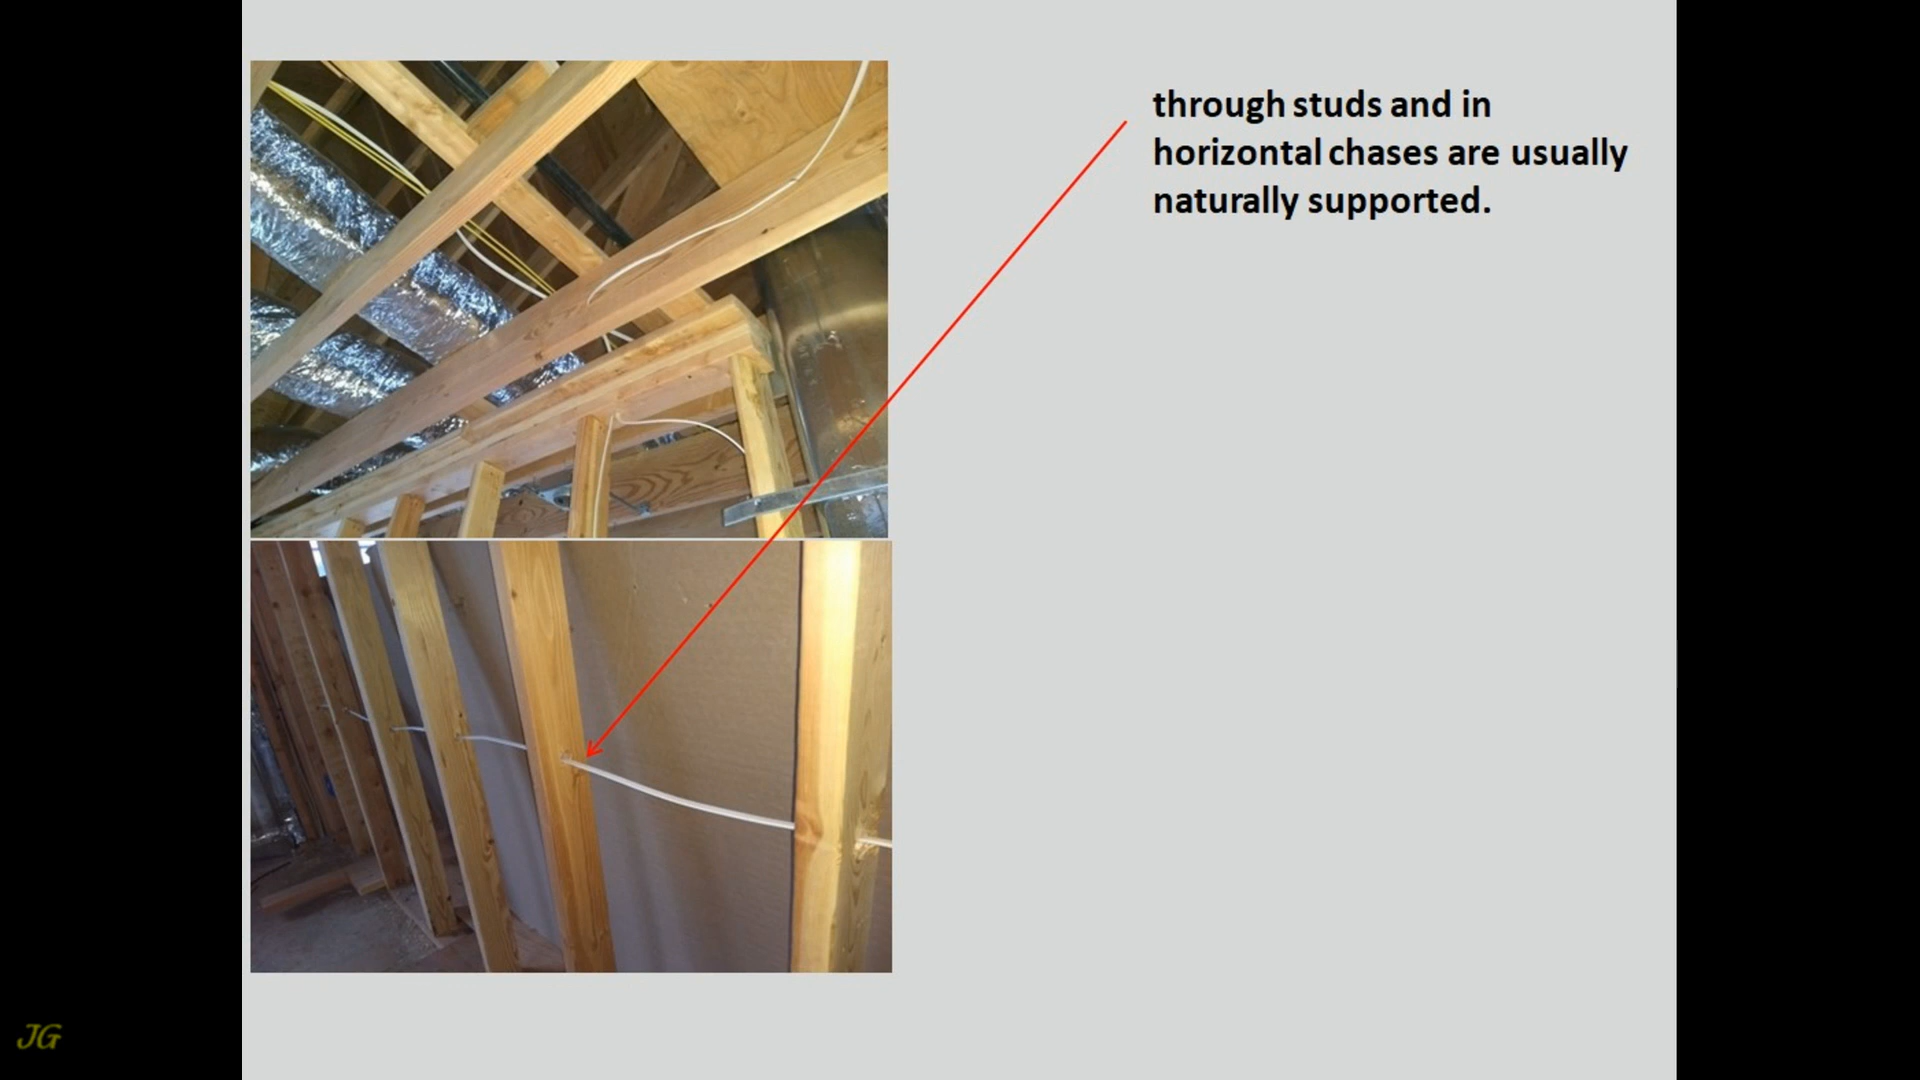 through studs and in
horizontal chases are usually
naturally supported.
JG